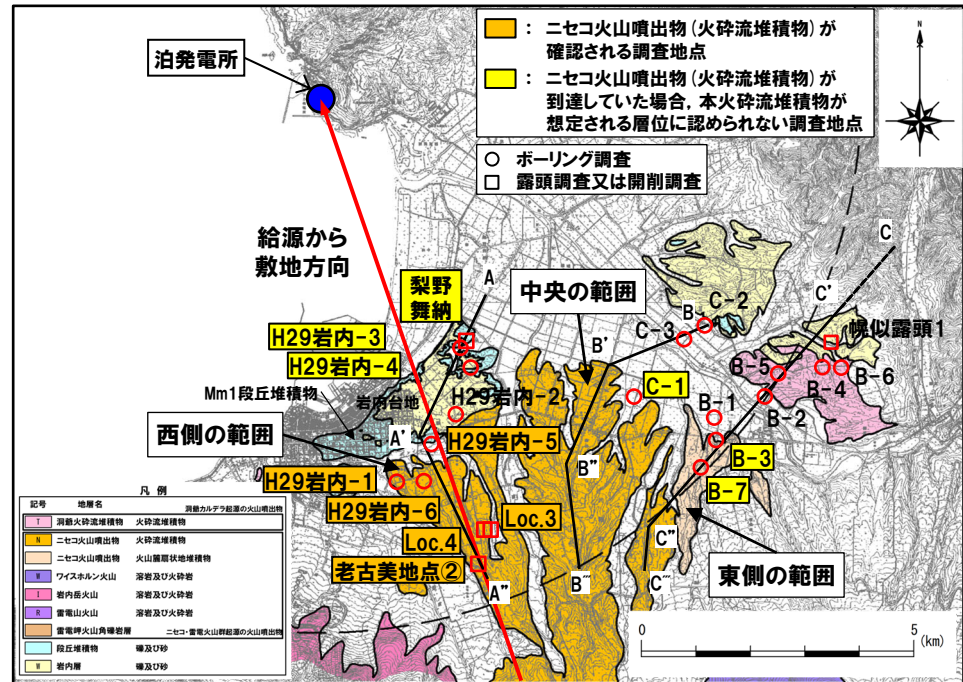 ：ニセコ火山噴出物（火砕流堆積物）が
確認される調査地点
：ニセコ火山噴出物（火砕流堆積物）が
到達していた場合，本火砕流堆積物が
想定される層位に認められない調査地点
ボーリング調査
露頭調査又は開削調査
N
泊発電所
給源から
敷地方向
梨野
舞納
A
中央の範囲
C
C'
C-2
B
C-3
幌似露頭1
H29岩内-3
H29岩内-4
B'
B-5
B-4
B-6
Mm1段丘堆積物
岩内台地
H29岩内-2
C-1
B-2
B-1
西側の範囲
A'
H29岩内-5
B''
B-3
H29岩内-1
B-7
H29岩内-6
Loc.3
Loc.4
C''
老古美地点②
A''
B'''
C'''
東側の範囲
凡例
記号 地層名 洞爺カルデラ起源の火山噴出物
T 洞爺火砕流堆積物 火砕流堆積物
N ニセコ火山噴出物 火砕流堆積物
ニセコ火山噴出物 火山麓扇状地堆積物
W ワイスホルン火山 溶岩及び火砕岩
I 岩内岳火山 溶岩及び火砕岩
R 雷電山火山 溶岩及び火砕岩
雷電岬火山角礫岩層 ニセコ・雷電火山群起源の火山噴出物
段丘堆積物 礫及び砂
W 岩内層 礫及び砂
0 5
(km)